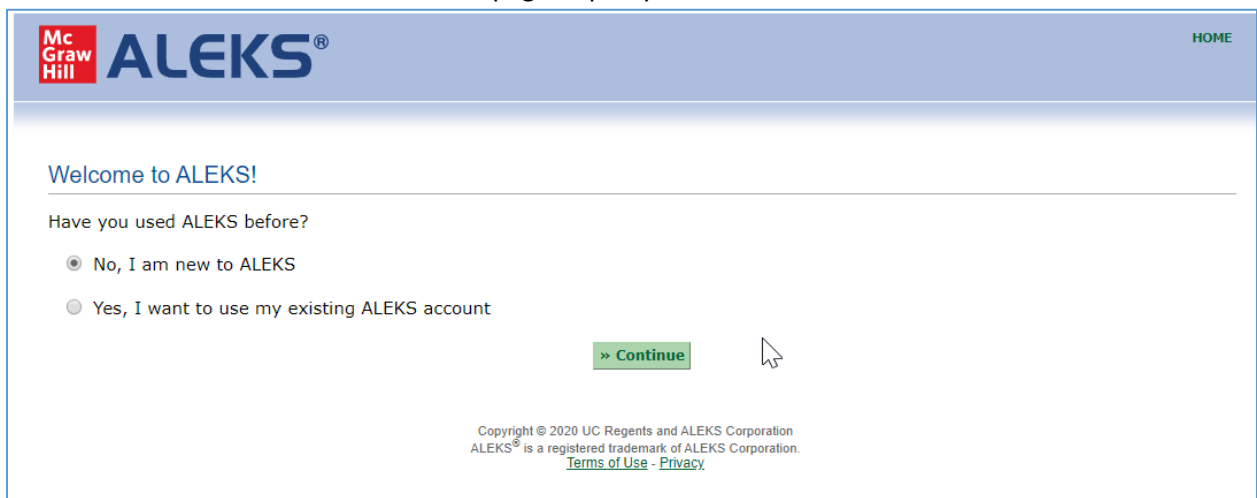 Mc
Graw
Hill
ALEKS®
HOME
Welcome to ALEKS!
Have you used ALEKS before?
No, I am new to ALEKS
Yes, I want to use my existing ALEKS account
» Continue
Copyright © 2020 UC Regents and ALEKS Corporation
ALEKS® is a registered trademark of ALEKS Corporation.
Terms of Use - Privacy